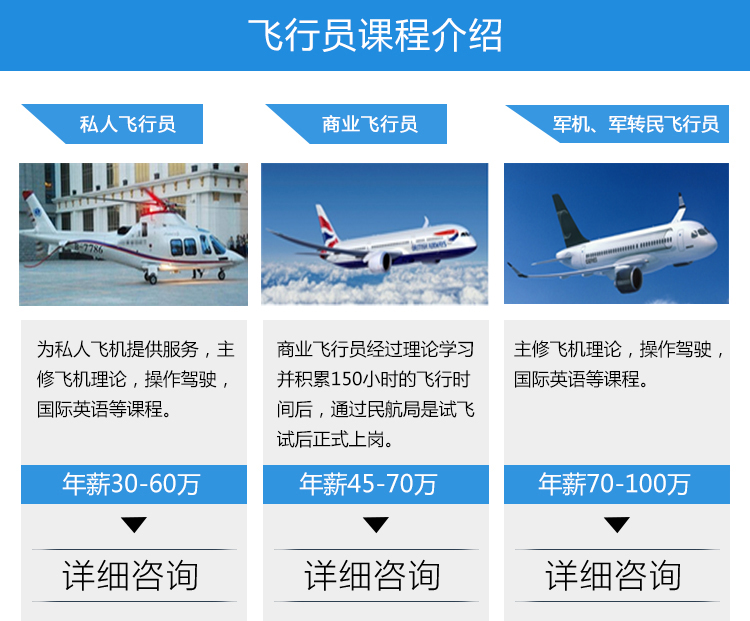 飞行员课程介绍
私人飞行员
商业飞行员
军机、军转民飞行员
B-7786
BRITISH AIRWAYS
为私人飞机提供服务，主
修飞机理论，操作驾驶，
国际英语等课程。
商业飞行员经过理论学习
并积累150小时的飞行时
间后，通过民航局是试飞
试后正式上岗。
主修飞机理论，操作驾驶，
国际英语等课程。
年薪30-60万
年薪45-70万
年薪70-100万
详细咨询
详细咨询
详细咨询